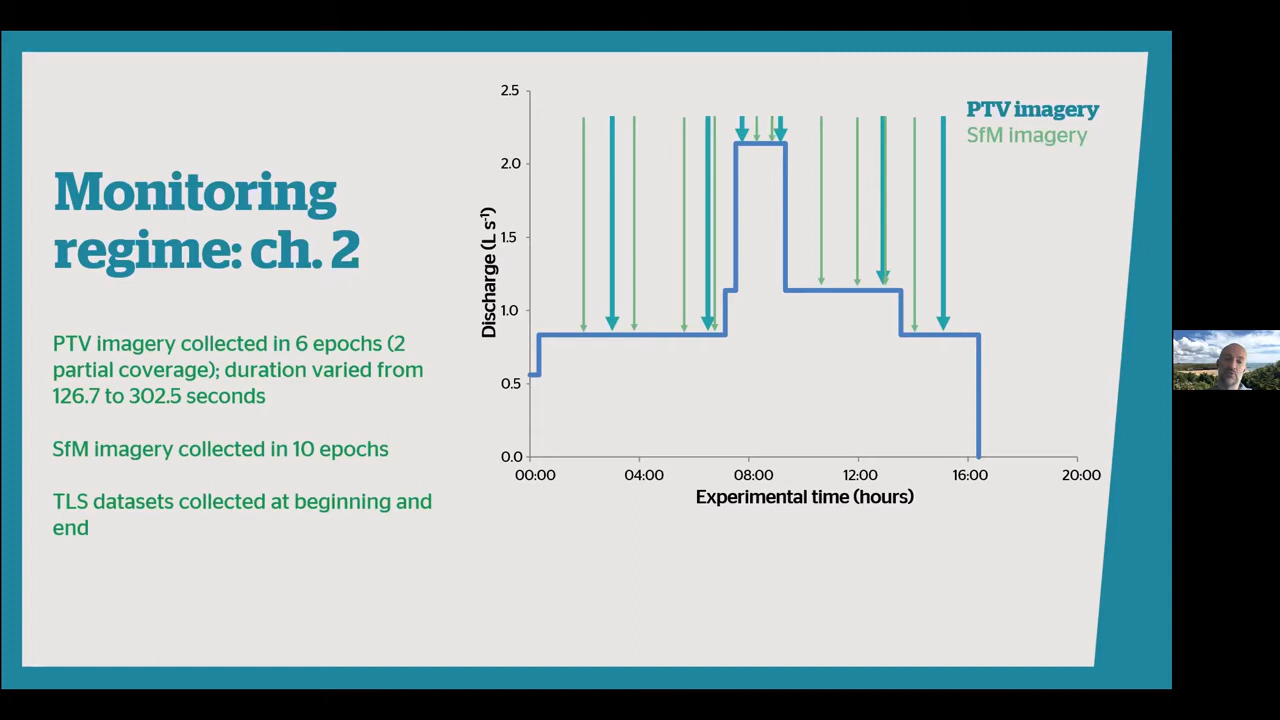 Monitoring
regime: ch. 2
PTV imagery collected in 6 epochs (2
partial coverage); duration varied from
126.7 to 302.5 seconds
SfM imagery collected in 10 epochs
TLS datasets collected at beginning and
end
PTV imagery
SfM imagery
Discharge (L s⁻¹)
2.5
2.0
1.5
1.0
0.5
0.0
00:00 04:00 08:00 12:00 16:00 20:00
Experimental time (hours)